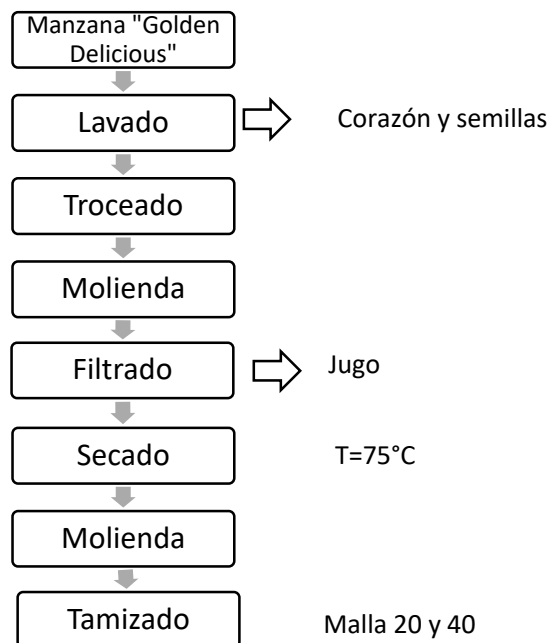 Manzana "Golden
Delicious"
Lavado
Corazón y semillas
Troceado
Molienda
Filtrado
Jugo
Secado
T=75°C
Molienda
Tamizado
Malla 20 y 40